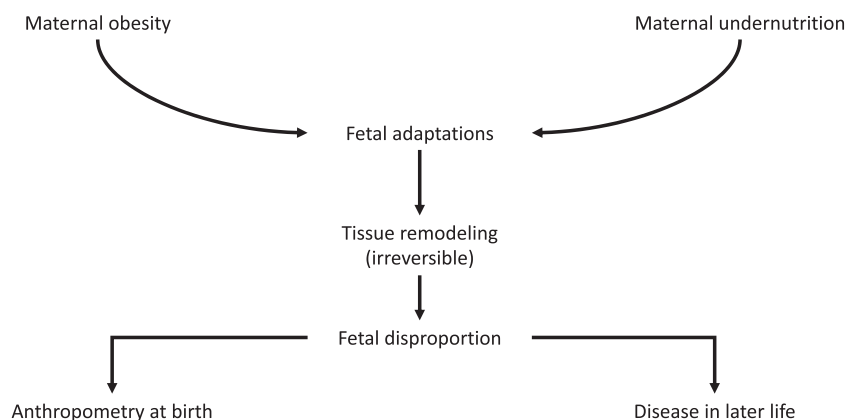 Maternal obesity
Maternal undernutrition
Fetal adaptations
Tissue remodeling
(irreversible)
Fetal disproportion
Anthropometry at birth
Disease in later life